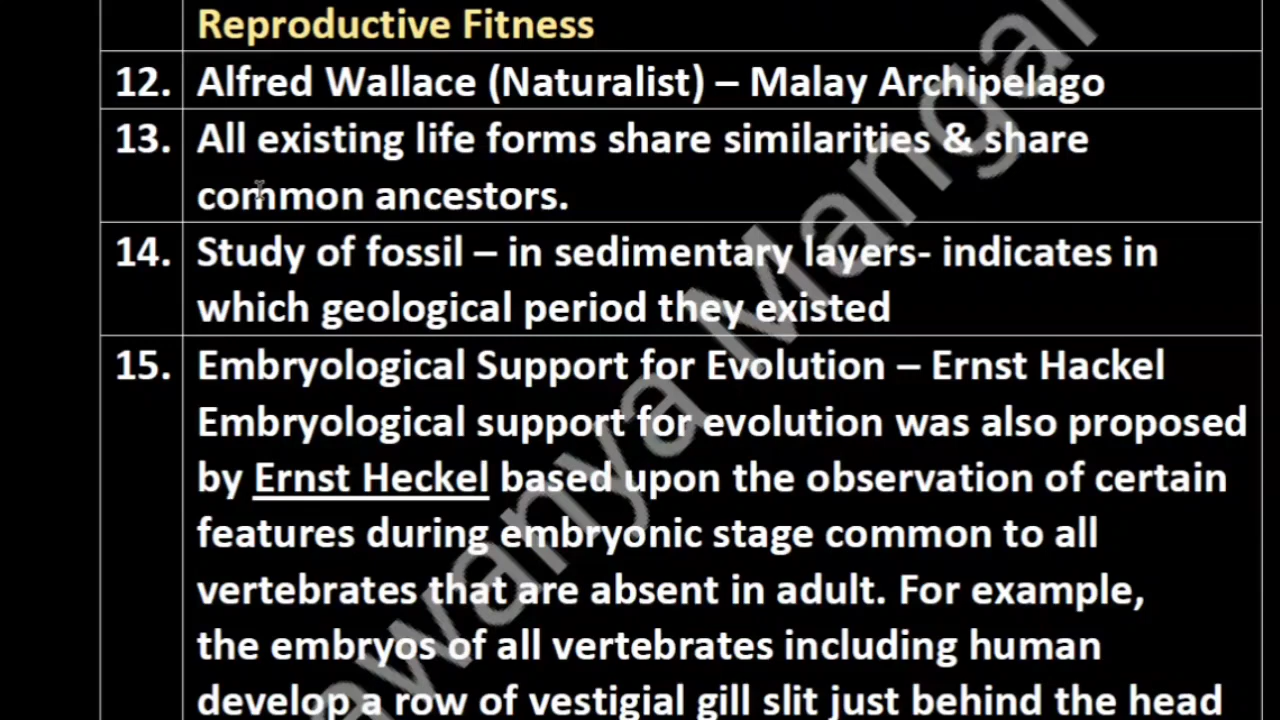 Reproductive Fitness
12. Alfred Wallace (Naturalist) – Malay Archipelago
13. All existing life forms share similarities & share
common ancestors.
14. Study of fossil – in sedimentary layers- indicates in
which geological period they existed
15. Embryological Support for Evolution – Ernst Hackel
Embryological support for evolution was also proposed
by Ernst Heckel based upon the observation of certain
features during embryonic stage common to all
vertebrates that are absent in adult. For example,
the embryos of all vertebrates including human
develop a row of vestigial gill slit just behind the head